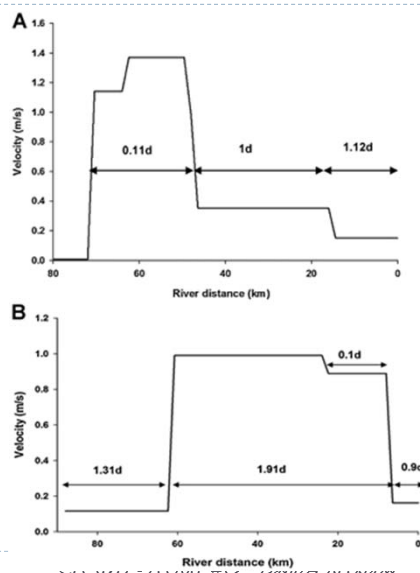 A
1.6
1.4
1.2
1.0
0.8
0.6
0.4
0.2
0.0
Velocity (m/s)
0.11d
1d
1.12d
80 60 40 20 0
River distance (km)
B
1.2
1.0
0.8
0.6
0.4
0.2
0.0
Velocity (m/s)
0.1d
1.31d
1.91d
0.9d
80 60 40 20 0
River distance (km)